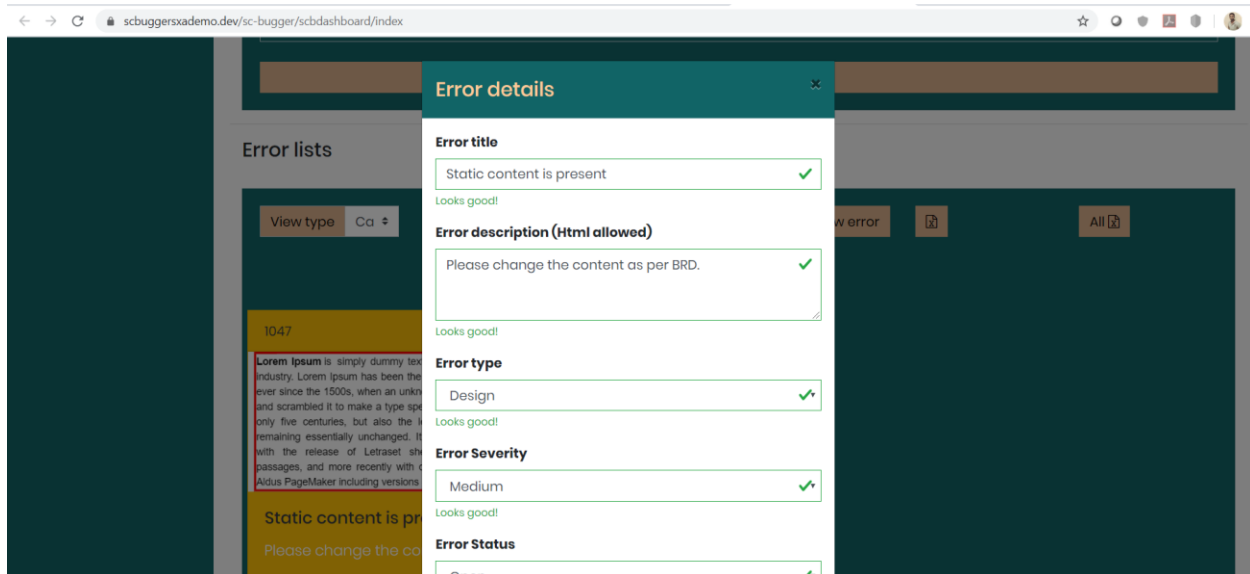 scbuggersxademo.dev/sc-bugger/scbdashboard/index
Error details
×
Error title
Static content is present
Looks good!
Error description (Html allowed)
Please change the content as per BRD.
Looks good!
Error type
Design
Looks good!
Error Severity
Medium
Looks good!
Error Status
Error lists
View type
Ca
w error
All
1047
Lorem Ipsum is simply dummy tex
industry. Lorem Ipsum has been the
ever since the 1500s, when an unkn
and scrambled it to make a type spe
only five centuries, but also the l
remaining essentially unchanged. It
with the release of Letraset she
passages, and more recently with
Aldus PageMaker including versions
Static content is pr
Please change the co